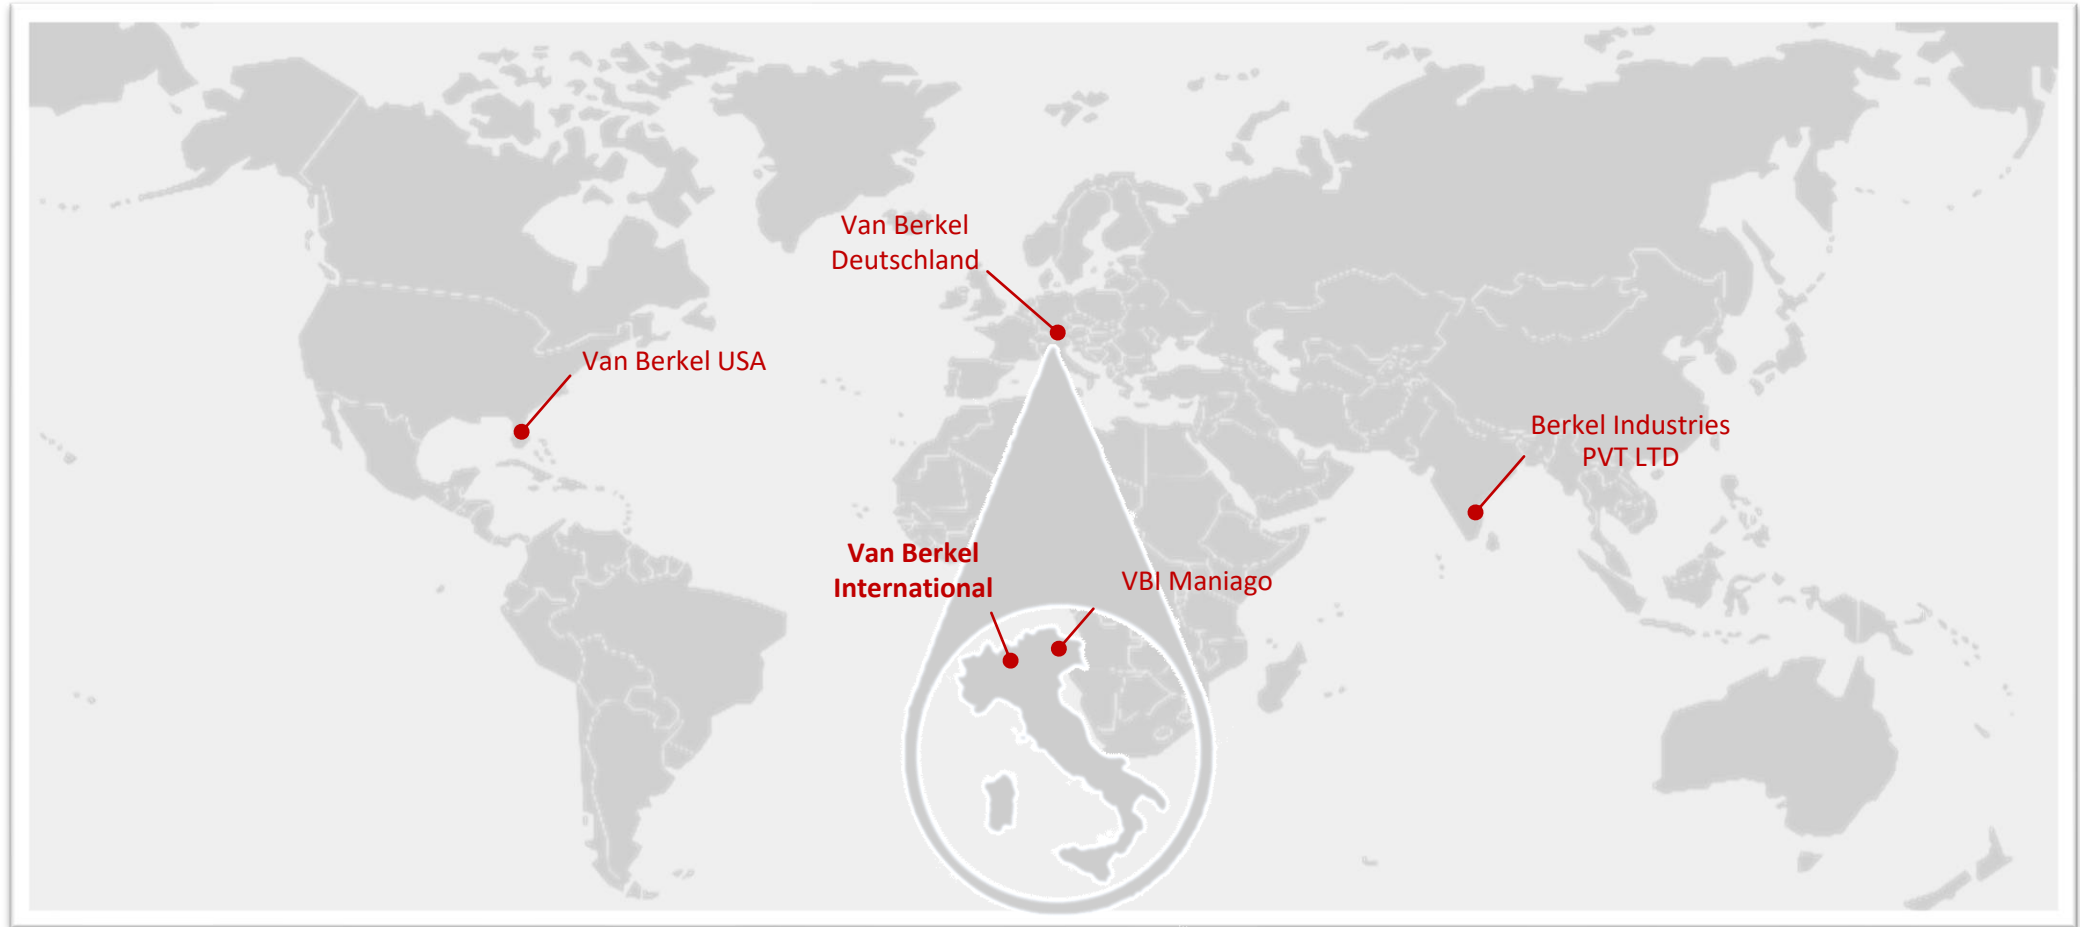 Van Berkel
Deutschland
Van Berkel USA
Berkel Industries
PVT LTD
Van Berkel
International
VBI Maniago